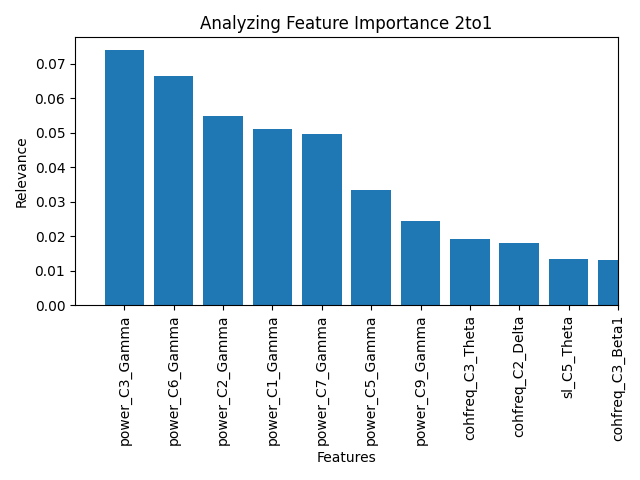 Analyzing Feature Importance 2to1
Relevance
0.07
0.06
0.05
0.04
0.03
0.02
0.01
0.00
power_C3_Gamma
power_C6_Gamma
power_C2_Gamma
power_C1_Gamma
power_C7_Gamma
power_C5_Gamma
power_C9_Gamma
cohfreq_C3_Theta
cohfreq_C2_Delta
sl_C5_Theta
cohfreq_C3_Beta1
Features